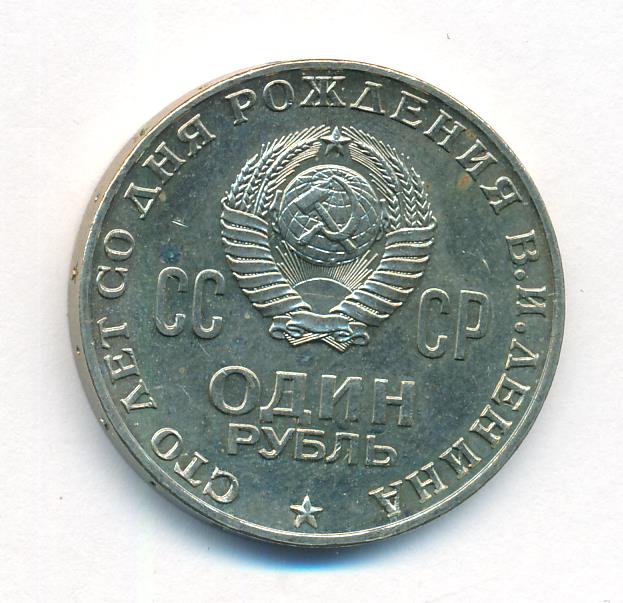 СТО ЛЕТ СО ДНЯ РОЖДЕНИЯ В.И.ЛЕНИНА
СС СР
ОДИН
РУБЛЬ